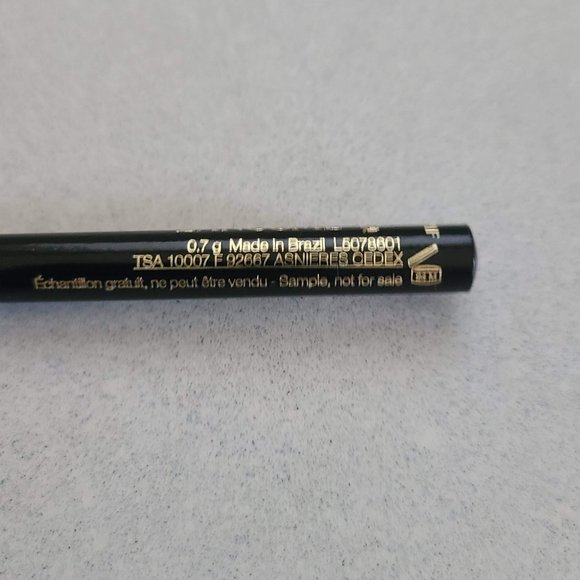 0.7 g Made in Brazil L5078601
TSA 10007 F 92667 ASNIERES CEDEX
Échantillon gratuit, ne peut être vendu - Sample, not for sale